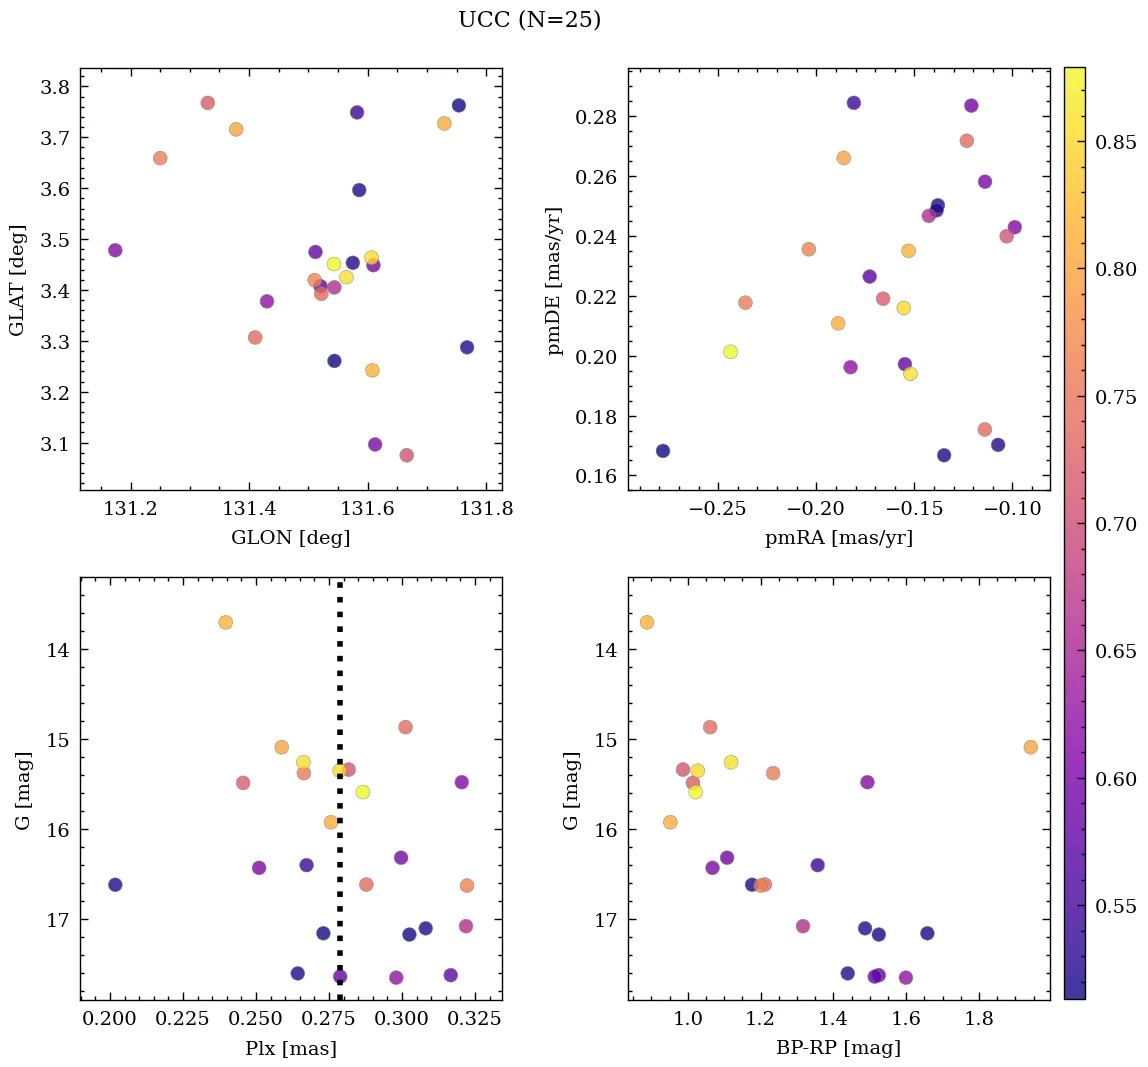 UCC (N=25)
3.8
3.7
3.6
3.5
3.4
3.3
3.2
3.1
GLAT [deg]
131.2 131.4 131.6 131.8
GLON [deg]
0.28
0.26
0.24
0.22
0.20
0.18
0.16
pmDE [mas/yr]
−0.25 −0.20 −0.15 −0.10
pmRA [mas/yr]
14
15
16
17
G [mag]
0.200 0.225 0.250 0.275 0.300 0.325
Plx [mas]
14
15
16
17
G [mag]
1.0 1.2 1.4 1.6 1.8
BP-RP [mag]
0.85
0.80
0.75
0.70
0.65
0.60
0.55